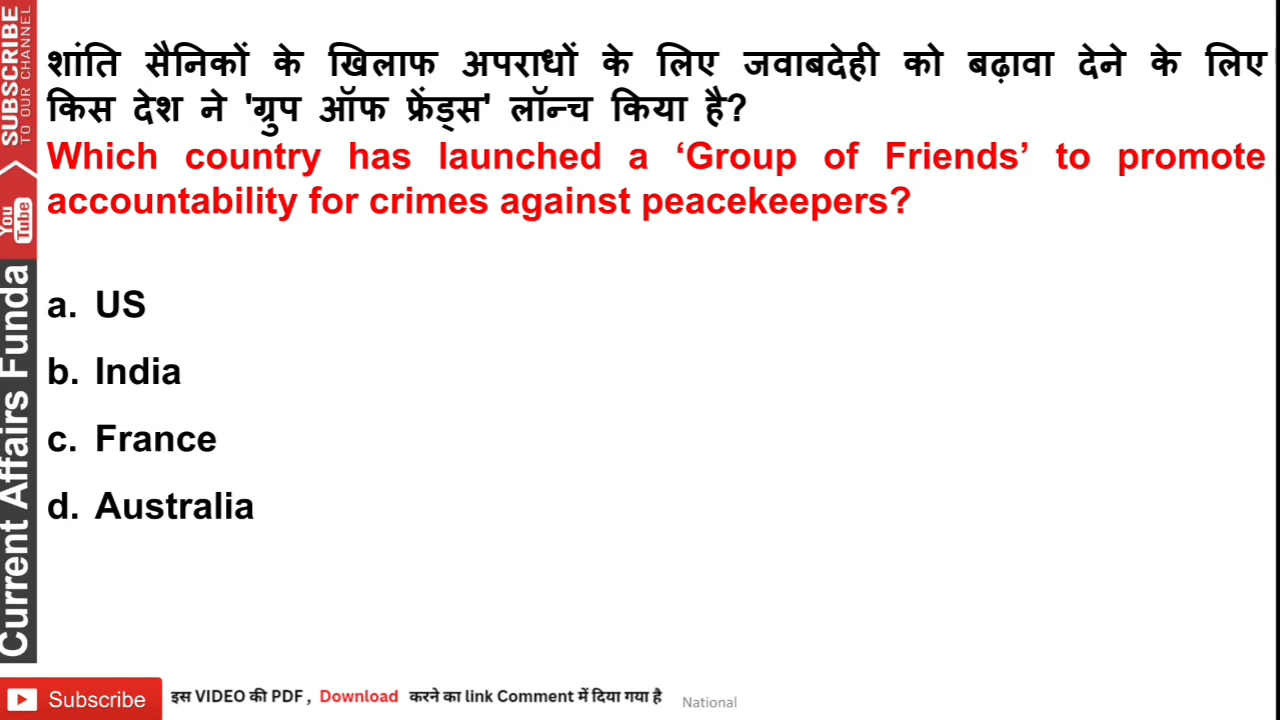 शांति सैनिकों के खिलाफ अपराधों के लिए जवाबदेही को बढ़ावा देने के लिए
किस देश ने 'ग्रुप ऑफ फ्रेंड्स' लॉन्च किया है?
Which country has launched a ‘Group of Friends’ to promote
accountability for crimes against peacekeepers?
a. US
b. India
c. France
d. Australia
SUBSCRIBE
TO OUR CHANNEL
You
Tube
Current Affairs Funda
Subscribe
इस VIDEO की PDF , Download करने का link Comment में दिया गया है
National